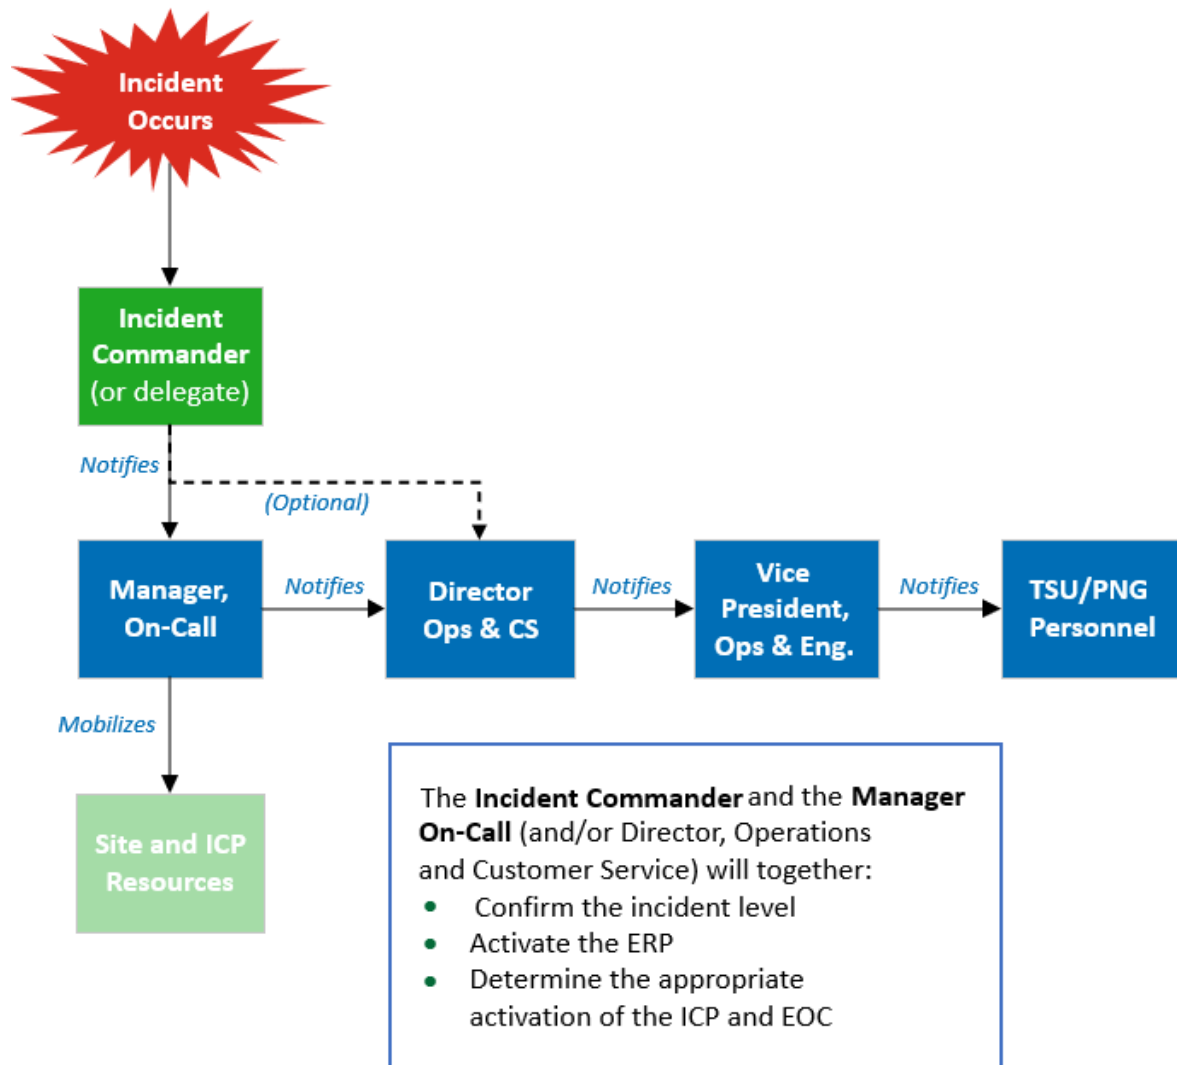 Incident
Occurs
Incident
Commander
(or delegate)
Notifies
(Optional)
Manager,
On-Call
Notifies
Director
Ops & CS
Notifies
Vice
President,
Ops & Eng.
Notifies
TSU/PNG
Personnel
Mobilizes
Site and ICP
Resources
The Incident Commander and the Manager
On-Call (and/or Director, Operations
and Customer Service) will together:
• Confirm the incident level
• Activate the ERP
• Determine the appropriate
activation of the ICP and EOC